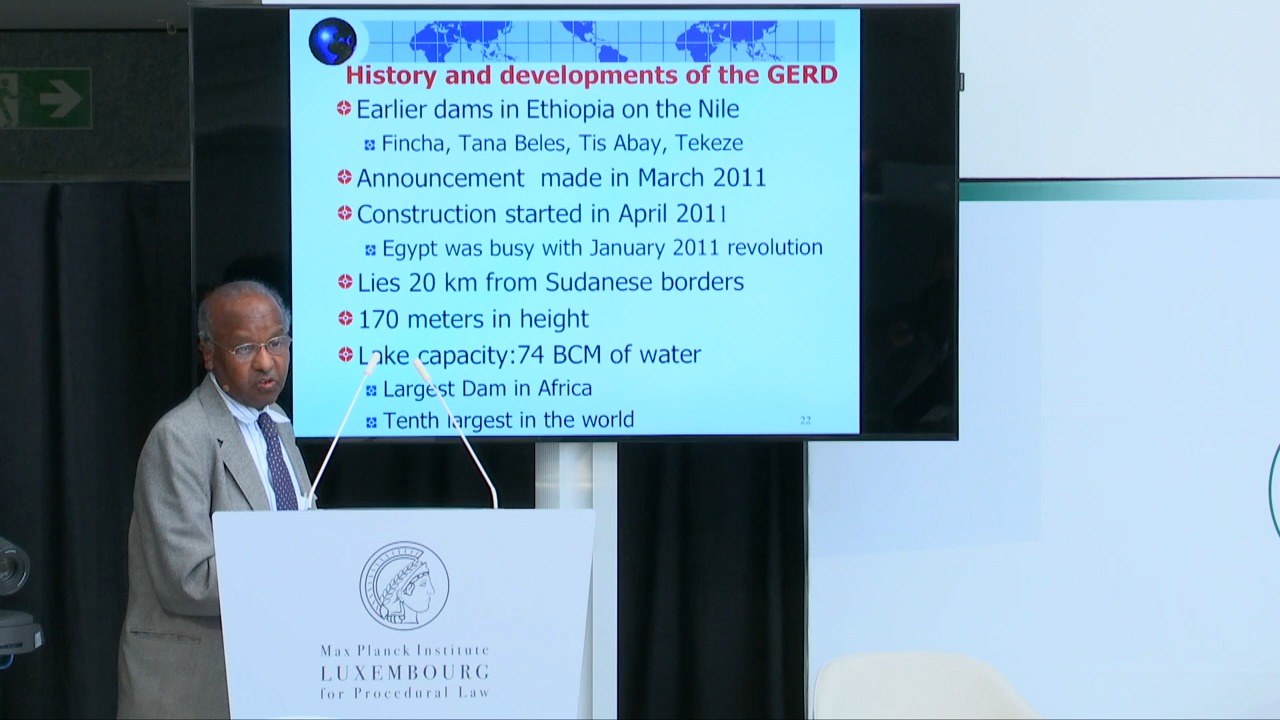 History and developments of the GERD
Earlier dams in Ethiopia on the Nile
Fincha, Tana Beles, Tis Abay, Tekeze
Announcement made in March 2011
Construction started in April 2011
Egypt was busy with January 2011 revolution
Lies 20 km from Sudanese borders
170 meters in height
Lake capacity:74 BCM of water
Largest Dam in Africa
Tenth largest in the world
22
Max Planck Institute
LUXEMBOURG
for Procedural Law